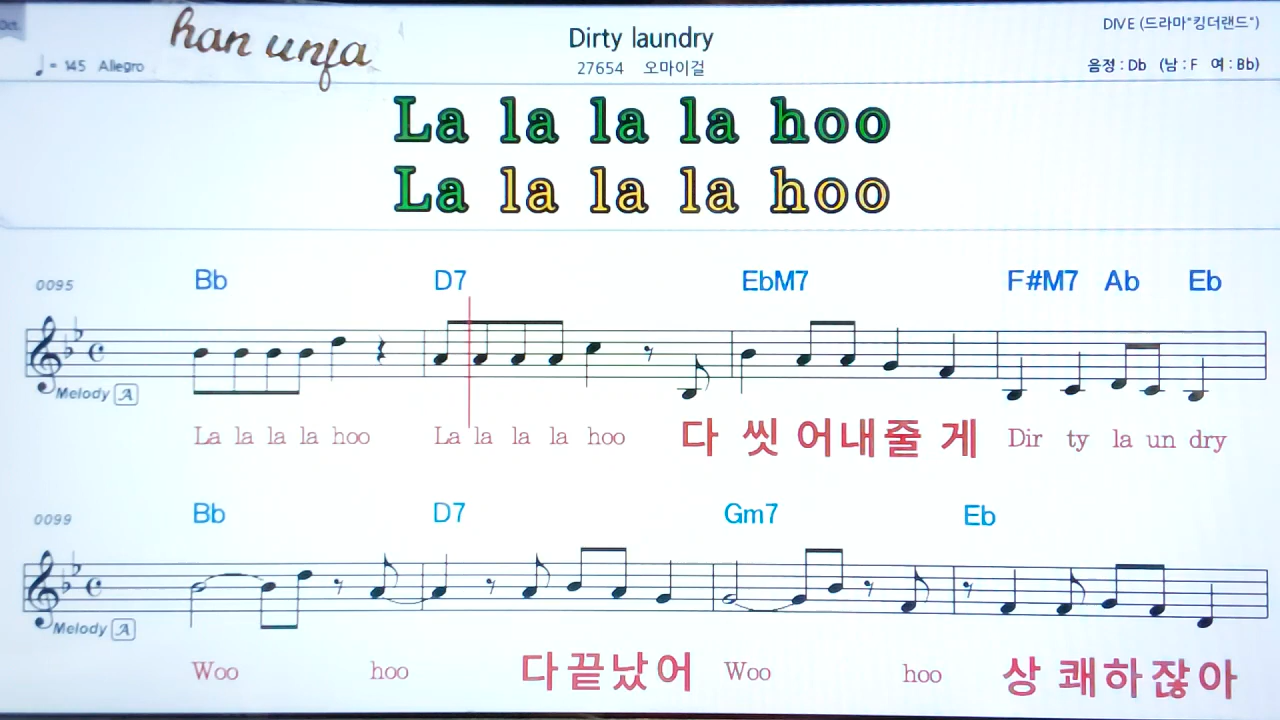 Oct.
han unfa
Dirty laundry
DIVE (드라마"킹더랜드")
♩ = 145 Allegro
27654 오마이걸
음정 : Db (남 : F 여 : Bb)
La la la la hoo
La la la la hoo
0095
Bb D7 EbM7 F#M7 Ab Eb
Melody A
La la la la hoo La la la la hoo 다 씻 어내줄 게 Dir ty la un dry
0099
Bb D7 Gm7 Eb
Melody A
Woo hoo 다끝났어 Woo hoo 상 쾌하잖아